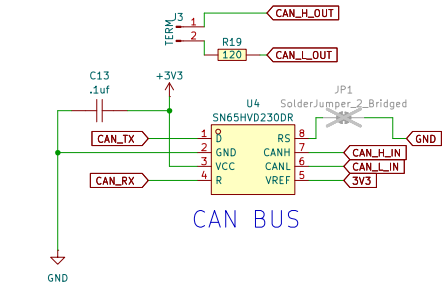 J3
TERM
1
2
CAN_H_OUT
R19
120
CAN_L_OUT
C13
.1uf
+3V3
JP1
SolderJumper_2_Bridged
U4
SN65HVD230DR
CAN_TX
1 D
RS 8
GND
2 GND
CANH 7
CAN_H_IN
3 VCC
CANL 6
CAN_L_IN
CAN_RX
4 R
VREF 5
3V3
CAN BUS
GND